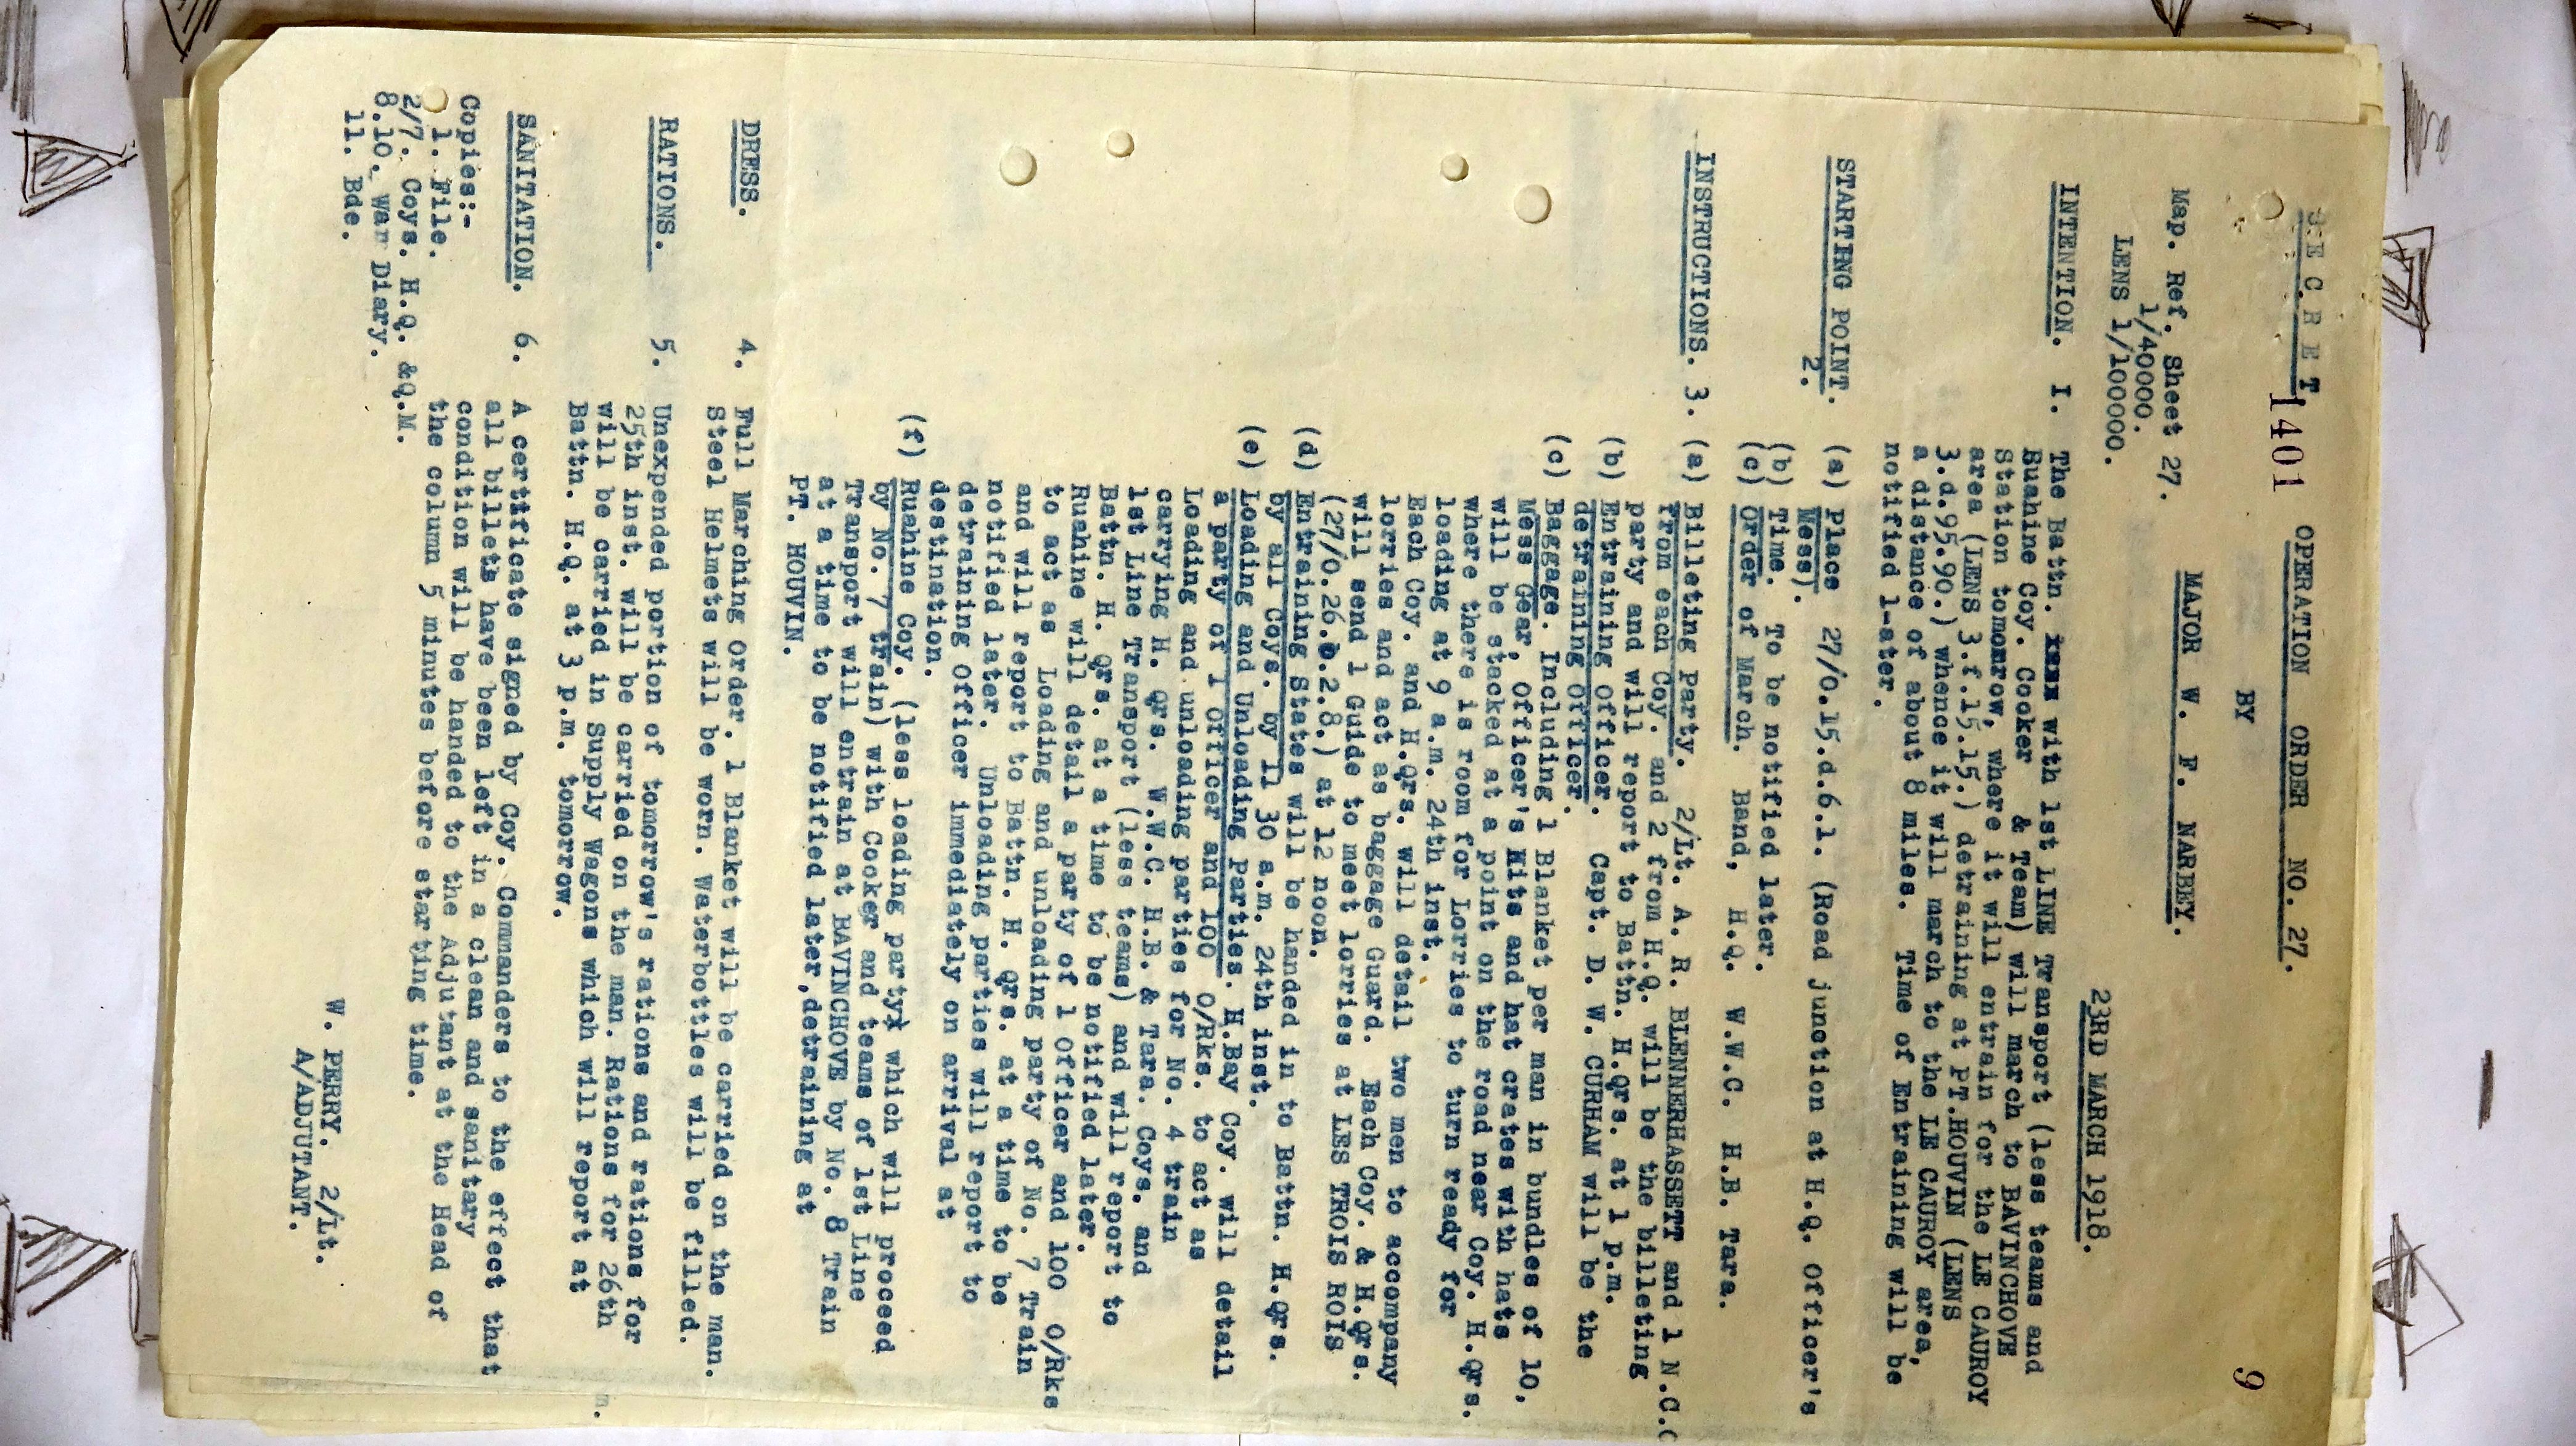 S E C R E T
1401
OPERATION ORDER NO. 27.
9
BY
MAJOR W. F. NARBEY.
Map. Ref. Sheet 27.
1/40000.
LENS 1/100000.
23RD MARCH 1918.
INTENTION. I. The Battn. with 1st LINE Transport (less teams and
Ruahine Coy. Cooker & Team) will march to BAVINCHOVE
Station tomorrow, where it will entrain for the LE CAUROY
area (LENS 3.f.15.15.) detraining at PT.HOUVIN (LENS
3.d.95.90.) whence it will march to the LE CAUROY area,
a distance of about 8 miles. Time of Entraining will be
notified l-ater.
STARTING POINT. (a) Place 27/O.15.d.6.1. (Road junction at H.Q. Officer's
2. Mess).
(b) Time. To be notified later.
(c) Order of March. Band, H.Q. W.W.C. H.B. Tara.
INSTRUCTIONS. 3. (a) Billeting Party. 2/Lt. A. R. BLENNERHASSETT and 1 N.C.O
from each Coy. and 2 from H.Q. will be the billeting
party and will report to Battn. H.Qrs. at 1 p.m.
(b) Entraining Officer. Capt. D. W. CURHAM will be the
detraining Officer.
(c) Baggage. Including 1 Blanket per man in bundles of 10,
Mess Gear, Officer's Kits and hat crates with hats
will be stacked at a point on the road near Coy. H.Qrs.
where there is room for Lorries to turn ready for
loading at 9 a.m. 24th inst.
Each Coy. and H.Qrs. will detail two men to accompany
lorries and act as baggage Guard. Each Coy. & H.Qrs.
will send 1 Guide to meet lorries at LES TROIS ROIS
(27/O.26.b.2.8.) at 12 noon.
(d) Entraining States will be handed in to Battn. H.Qrs.
by all Coys. by 11 30 a.m. 24th inst.
(e) Loading and Unloading Parties. H.Bay Coy. will detail
a party of 1 Officer and 100 O/Rks. to act as
Loading and unloading parties for No. 4 train
carrying H. Qrs. W.W.C. H.B. & Tara. Coys. and
1st Line Transport (less teams) and will report to
Battn. H. Qrs. at a time to be notified later.
Ruahine will detail a party of 1 Officer and 100 O/Rks
to act as Loading and unloading party of No. 7 Train
and will report to Battn. H. Qrs. at a time to be
notified later. Unloading parties will report to
detraining Officer immediately on arrival at
destination.
(f) Ruahine Coy. (less loading party) which will proceed
by No. 7 train) with Cooker and teams of 1st Line
Transport will entrain at BAVINCHOVE by No. 8 Train
at a time to be notified later,detraining at
PT. HOUVIN.
DRESS. 4. Full Marching Order. 1 Blanket will be carried on the man.
Steel Helmets will be worn. Waterbottles will be filled.
RATIONS. 5. Unexpended portion of tomorrow's rations and rations for
25th inst. will be carried on the man. Rations for 26th
will be carried in Supply Wagons which will report at
Battn. H.Q. at 3 p.m. tomorrow.
SANITATION. 6. A certificate signed by Coy. Commanders to the effect that
all billets have been left in a clean and sanitary
condition will be handed to the Adjutant at the Head of
the column 5 minutes before starting time.
Copies:-
1. File.
2/7. Coys. H.Q. &Q.M.
8.10. War Diary.
11. Bde.
W. PERRY. 2/Lt.
A/ADJUTANT.